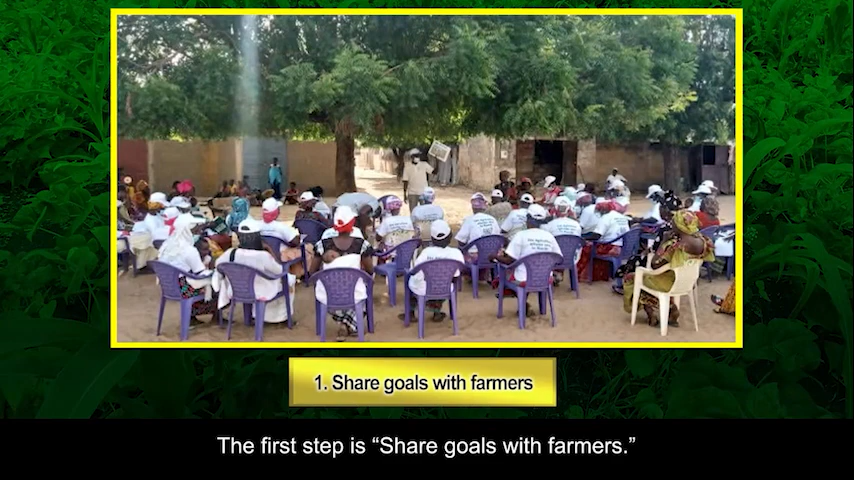 1. Share goals with farmers
The first step is “Share goals with farmers.”